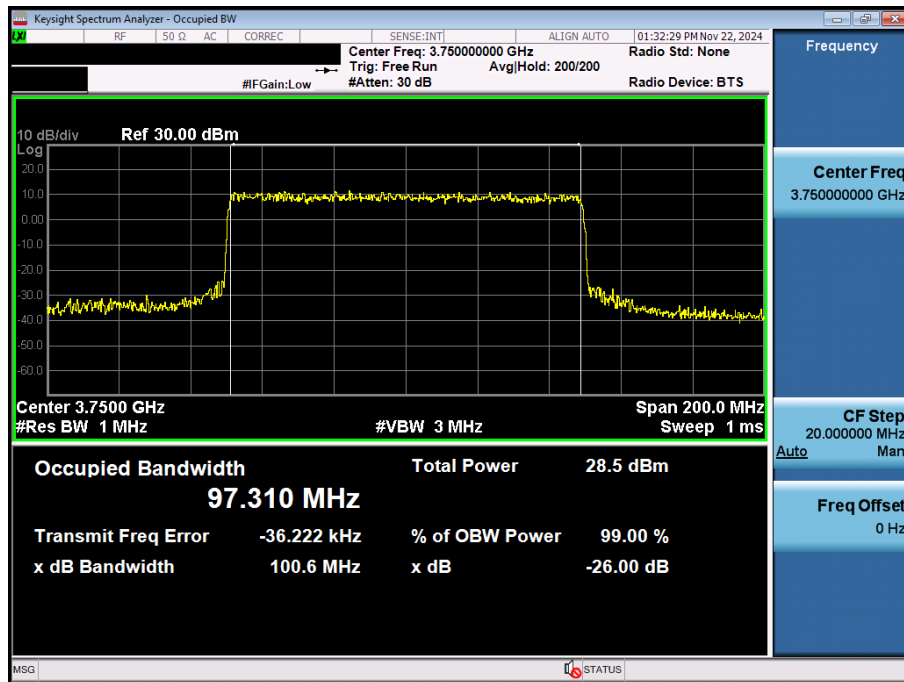 Keysight Spectrum Analyzer - Occupied BW
LXI RF 50 Ω AC CORREC SENSE:INT ALIGN AUTO 01:32:29 PM Nov 22, 2024
Center Freq: 3.750000000 GHz Radio Std: None
Trig: Free Run Avg|Hold: 200/200
#IFGain:Low #Atten: 30 dB Radio Device: BTS
10 dB/div Ref 30.00 dBm
Log
20.0
10.0
0.00
-10.0
-20.0
-30.0
-40.0
-50.0
-60.0
Center 3.7500 GHz Span 200.0 MHz
#Res BW 1 MHz #VBW 3 MHz Sweep 1 ms
Occupied Bandwidth Total Power 28.5 dBm
97.310 MHz
Transmit Freq Error -36.222 kHz % of OBW Power 99.00 %
x dB Bandwidth 100.6 MHz x dB -26.00 dB
MSG STATUS
Frequency
Center Freq
3.750000000 GHz
CF Step
20.000000 MHz
Auto Man
Freq Offset
0 Hz